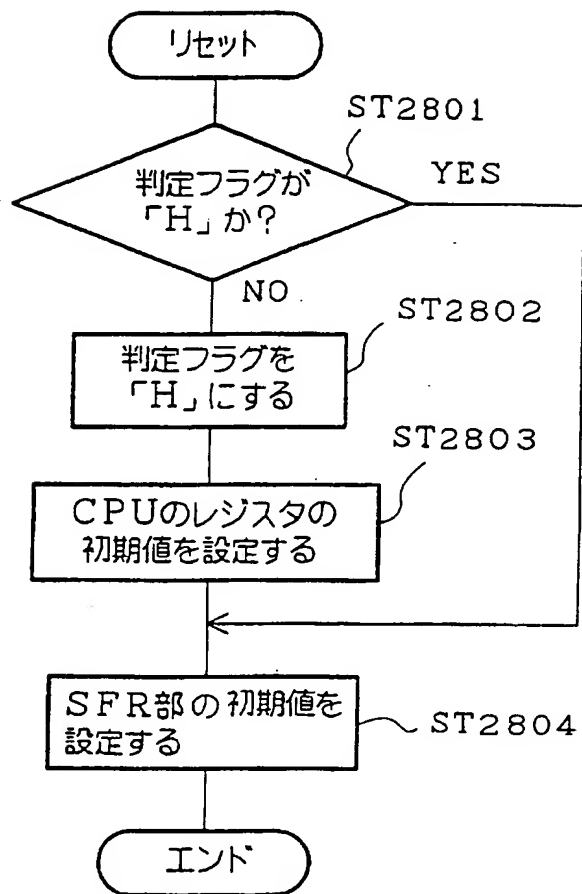 リセット
ST2801
判定フラグが
「H」か?
YES
NO
ST2802
判定フラグを
「H」にする
ST2803
CPUのレジスタの
初期値を設定する
SFR部の初期値を
設定する
ST2804
エンド